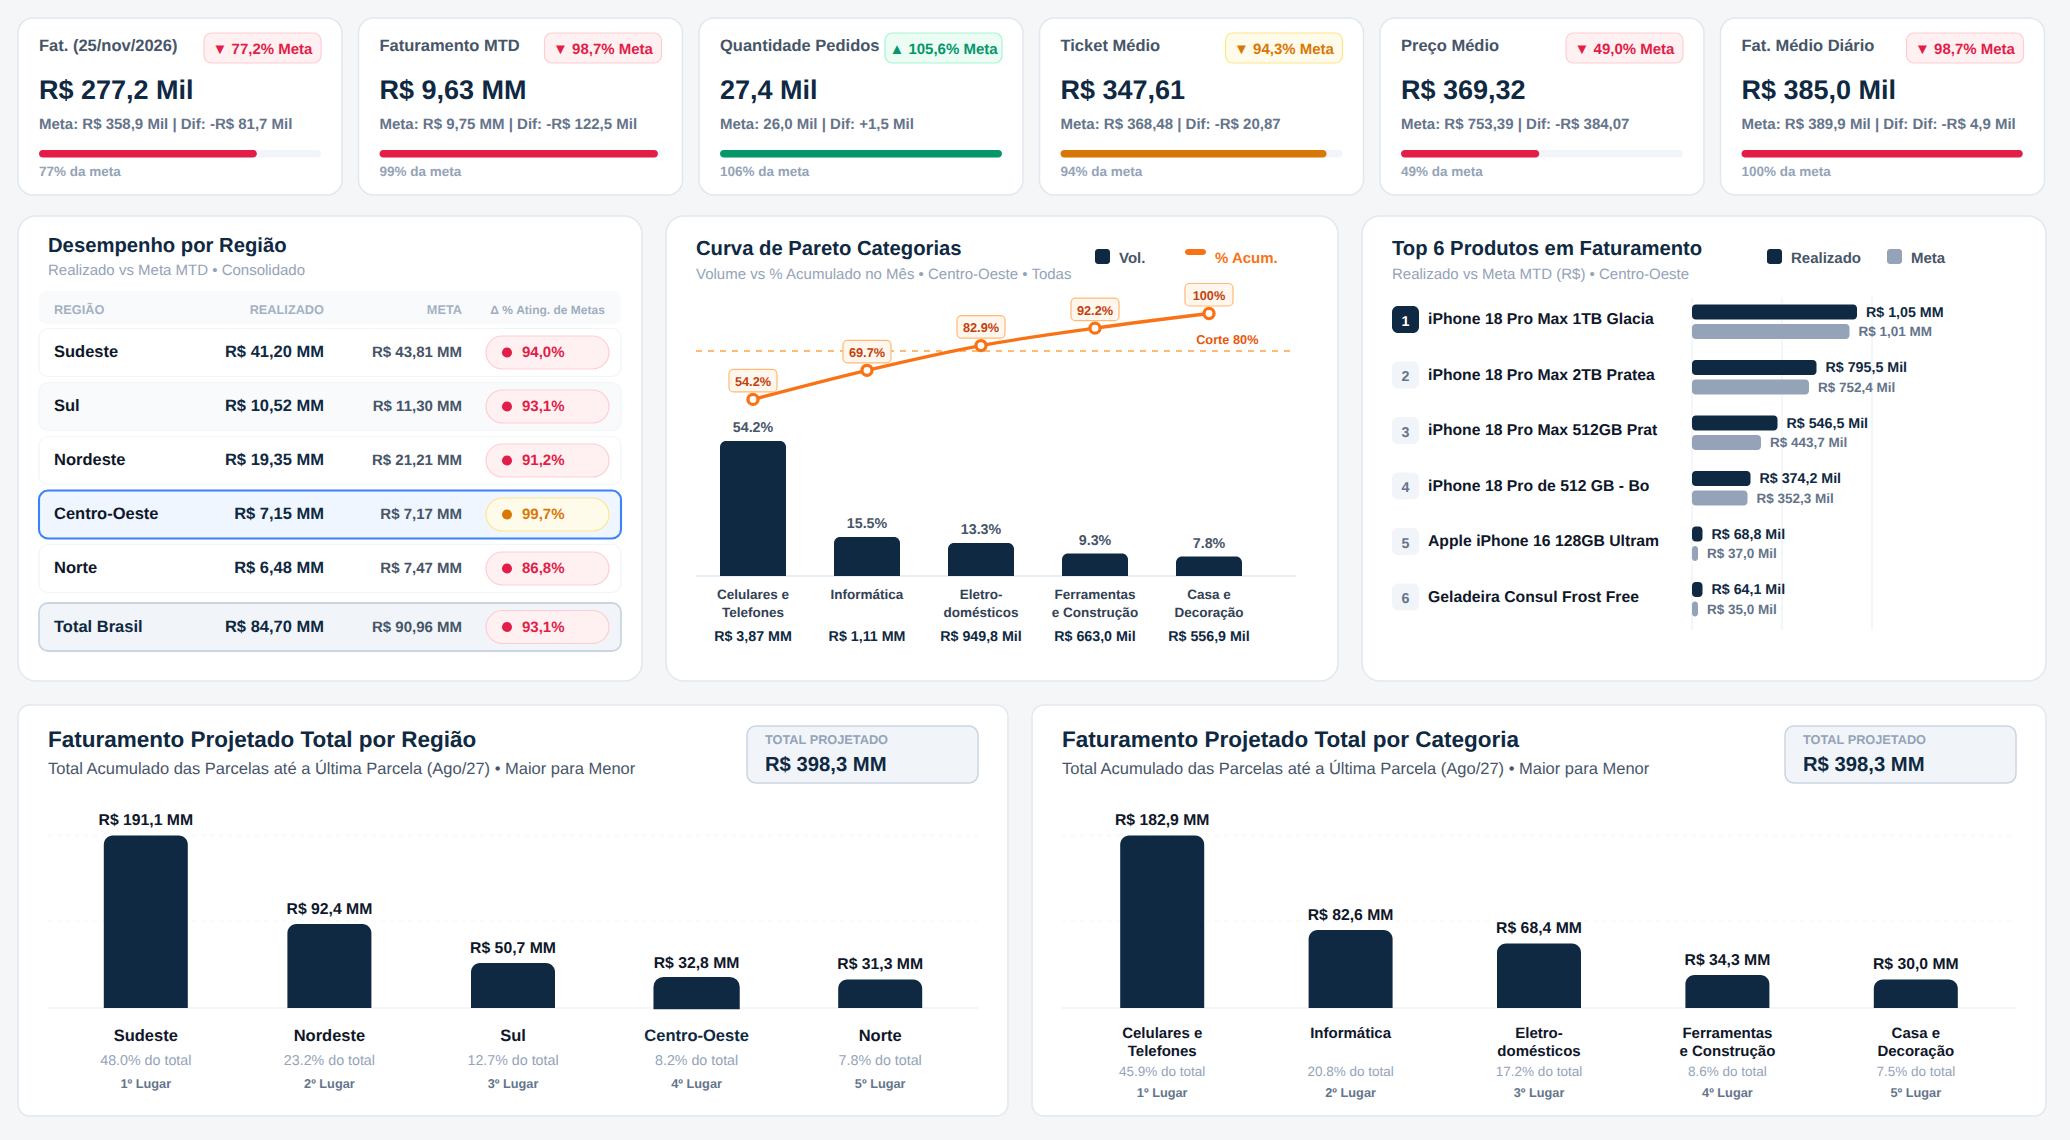 Fat. (25/nov/2026)
▼ 77,2% Meta
R$ 277,2 Mil
Meta: R$ 358,9 Mil | Dif: -R$ 81,7 Mil
77% da meta
Faturamento MTD
▼ 98,7% Meta
R$ 9,63 MM
Meta: R$ 9,75 MM | Dif: -R$ 122,5 Mil
99% da meta
Quantidade Pedidos
▲ 105,6% Meta
27,4 Mil
Meta: 26,0 Mil | Dif: +1,5 Mil
106% da meta
Ticket Médio
▼ 94,3% Meta
R$ 347,61
Meta: R$ 368,48 | Dif: -R$ 20,87
94% da meta
Preço Médio
▼ 49,0% Meta
R$ 369,32
Meta: R$ 753,39 | Dif: -R$ 384,07
49% da meta
Fat. Médio Diário
▼ 98,7% Meta
R$ 385,0 Mil
Meta: R$ 389,9 Mil | Dif: Dif: -R$ 4,9 Mil
100% da meta
Desempenho por Região
Realizado vs Meta MTD • Consolidado
REGIÃO REALIZADO META Δ % Ating. de Metas
Sudeste R$ 41,20 MM R$ 43,81 MM 94,0%
Sul R$ 10,52 MM R$ 11,30 MM 93,1%
Nordeste R$ 19,35 MM R$ 21,21 MM 91,2%
Centro-Oeste R$ 7,15 MM R$ 7,17 MM 99,7%
Norte R$ 6,48 MM R$ 7,47 MM 86,8%
Total Brasil R$ 84,70 MM R$ 90,96 MM 93,1%
Curva de Pareto Categorias
Volume vs % Acumulado no Mês • Centro-Oeste • Todas
Vol. % Acum.
54.2% 69.7% 82.9% 92.2% 100%
Corte 80%
54.2% 15.5% 13.3% 9.3% 7.8%
Celulares e Informática Eletro- Ferramentas Casa e
Telefones domésticos e Construção Decoração
R$ 3,87 MM R$ 1,11 MM R$ 949,8 Mil R$ 663,0 Mil R$ 556,9 Mil
Top 6 Produtos em Faturamento
Realizado vs Meta MTD (R$) • Centro-Oeste
Realizado Meta
1 iPhone 18 Pro Max 1TB Glacia R$ 1,05 MM
R$ 1,01 MM
2 iPhone 18 Pro Max 2TB Pratea R$ 795,5 Mil
R$ 752,4 Mil
3 iPhone 18 Pro Max 512GB Prat R$ 546,5 Mil
R$ 443,7 Mil
4 iPhone 18 Pro de 512 GB - Bo R$ 374,2 Mil
R$ 352,3 Mil
5 Apple iPhone 16 128GB Ultram R$ 68,8 Mil
R$ 37,0 Mil
6 Geladeira Consul Frost Free R$ 64,1 Mil
R$ 35,0 Mil
Faturamento Projetado Total por Região
Total Acumulado das Parcelas até a Última Parcela (Ago/27) • Maior para Menor
TOTAL PROJETADO
R$ 398,3 MM
R$ 191,1 MM R$ 92,4 MM R$ 50,7 MM R$ 32,8 MM R$ 31,3 MM
Sudeste Nordeste Sul Centro-Oeste Norte
48.0% do total 23.2% do total 12.7% do total 8.2% do total 7.8% do total
1º Lugar 2º Lugar 3º Lugar 4º Lugar 5º Lugar
Faturamento Projetado Total por Categoria
Total Acumulado das Parcelas até a Última Parcela (Ago/27) • Maior para Menor
TOTAL PROJETADO
R$ 398,3 MM
R$ 182,9 MM R$ 82,6 MM R$ 68,4 MM R$ 34,3 MM R$ 30,0 MM
Celulares e Informática Eletro- Ferramentas Casa e
Telefones domésticos e Construção Decoração
45.9% do total 20.8% do total 17.2% do total 8.6% do total 7.5% do total
1º Lugar 2º Lugar 3º Lugar 4º Lugar 5º Lugar